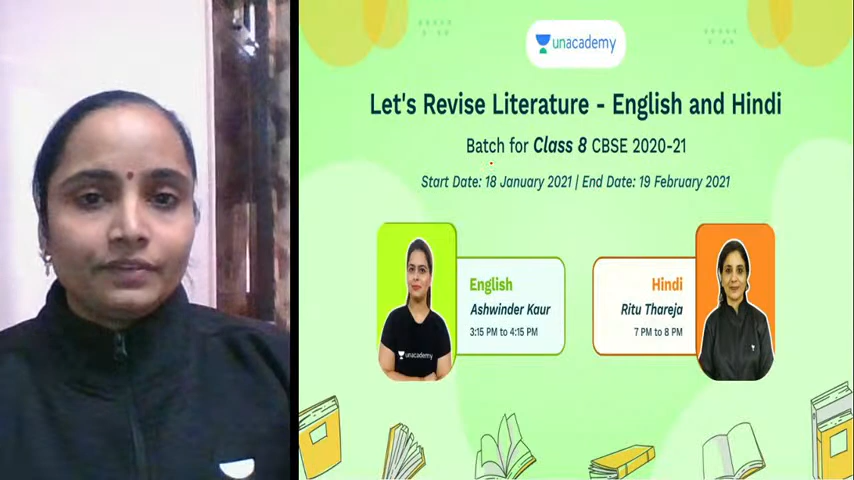 unacademy
Let's Revise Literature - English and Hindi
Batch for Class 8 CBSE 2020-21
Start Date: 18 January 2021 | End Date: 19 February 2021
English
Ashwinder Kaur
3:15 PM to 4:15 PM
unacademy
Hindi
Ritu Thareja
7 PM to 8 PM